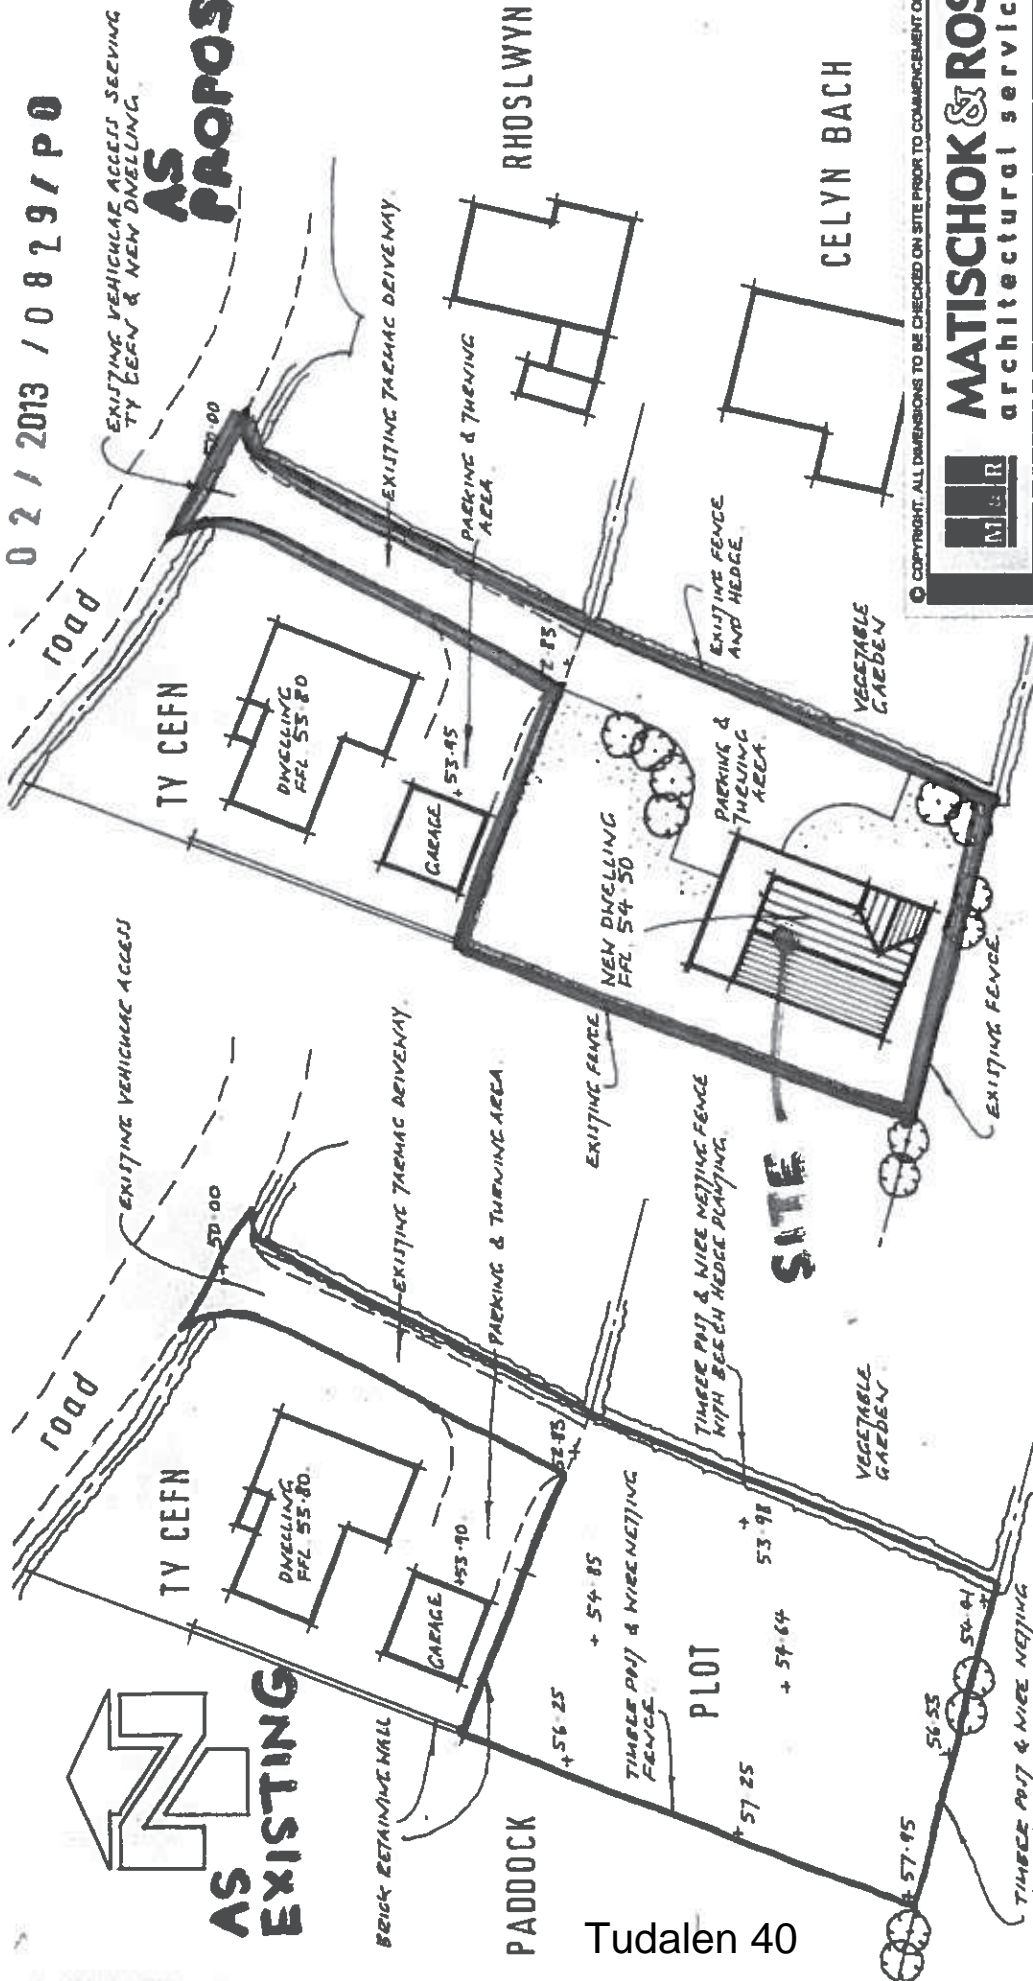 02 / 2013 / 0829 / PO
AS
EXISTING
road
EXISTING VEHICULAR ACCESS
50.00
TY CEFN
DWELLING
FFL 53.80
GARAGE
+53.90
BRICK RETAINING WALL
EXISTING TARMAC DRIVEWAY.
PARKING & TURNING AREA.
52.85
PADDOCK
+56.25
+ 54.85
TIMBER POST & WIRE NETTING
FENCE.
PLOT
+57.25
+ 54.64
53.98
TIMBER POST & WIRE NETTING FENCE
WITH BEECH HEDGE PLANTING.
VEGETABLE
GARDEN.
57.95
56.53
54.41
TIMBER POST & WIRE NETTING
AS
EXISTING VEHICULAR ACCESS SERVING
TY CEFN & NEW DWELLING.
road
TY CEFN
DWELLING
FFL 53.80
GARAGE
+53.95
EXISTING TARMAC DRIVEWAY.
PARKING & TURNING
AREA.
RHOSLWYN
CELYN BACH
EXISTING FENCE
AND HEDGE
EXISTING FENCE
NEW DWELLING
FFL. 54.50
PARKING &
TURNING
AREA
VEGETABLE
GARDEN
SITE
EXISTING FENCE
© COPYRIGHT. ALL DIMENSIONS TO BE CHECKED ON SITE PRIOR TO COMMENCEMENT
M&R
MATISCHOK & ROS
architectural servic
Tudalen 40